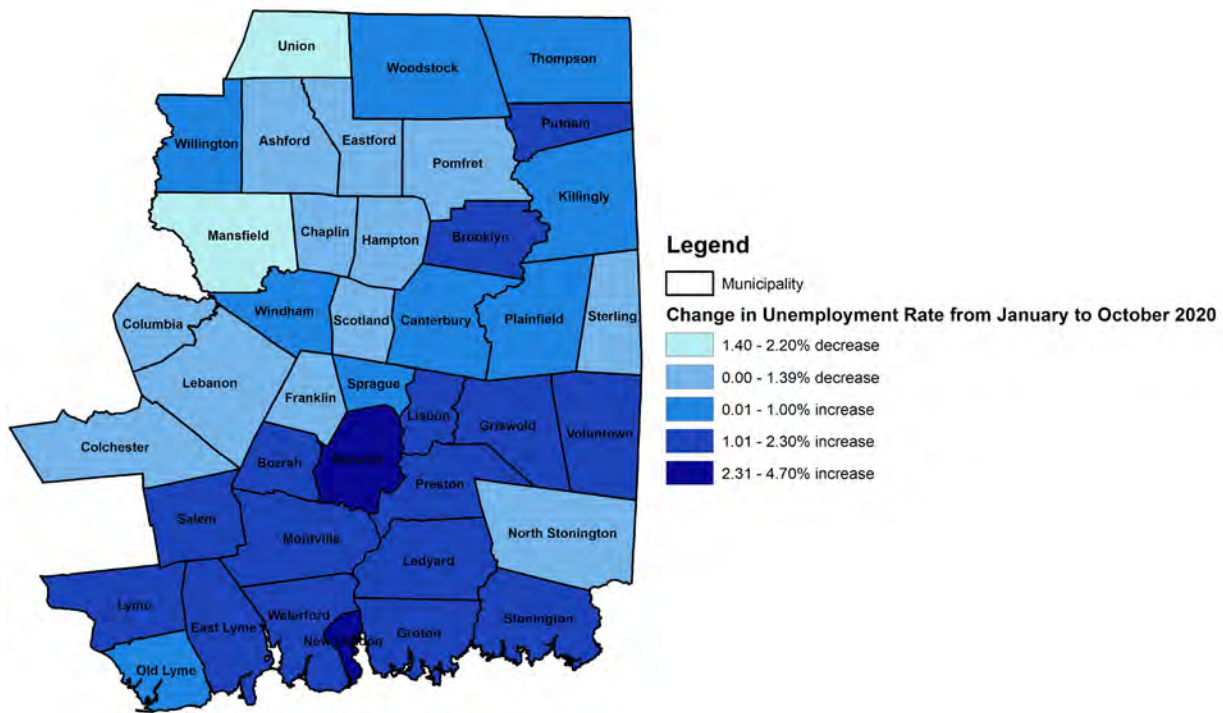 Union
Woodstock
Thompson
Putnam
Willington
Ashford
Eastford
Pomfret
Killingly
Mansfield
Chaplin
Hampton
Brooklyn
Columbia
Windham
Scotland
Canterbury
Plainfield
Sterling
Lebanon
Franklin
Sprague
Lisbon
Griswold
Voluntown
Colchester
Bozrah
Norwich
Preston
Salem
Montville
North Stonington
Ledyard
Lyme
East Lyme
Waterford
New London
Groton
Stonington
Old Lyme
Legend
Municipality
Change in Unemployment Rate from January to October 2020
1.40 - 2.20% decrease
0.00 - 1.39% decrease
0.01 - 1.00% increase
1.01 - 2.30% increase
2.31 - 4.70% increase